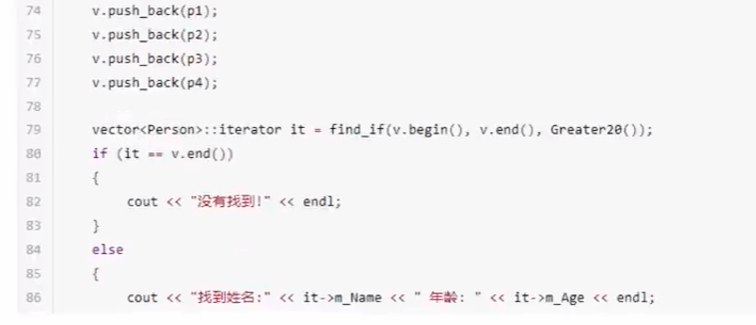 74 v.push_back(p1);
75 v.push_back(p2);
76 v.push_back(p3);
77 v.push_back(p4);
78
79 vector<Person>::iterator it = find_if(v.begin(), v.end(), Greater20());
80 if (it == v.end())
81 {
82 cout << "没有找到!" << endl;
83 }
84 else
85 {
86 cout << "找到姓名:" << it->m_Name << " 年龄: " << it->m_Age << endl;